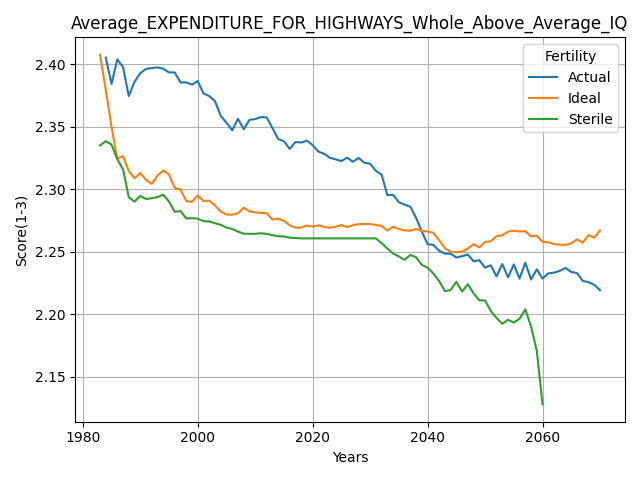 Average_EXPENDITURE_FOR_HIGHWAYS_Whole_Above_Average_IQ
Fertility
Actual
Ideal
Sterile
Score(1-3)
2.40
2.35
2.30
2.25
2.20
2.15
1980
2000
2020
2040
2060
Years